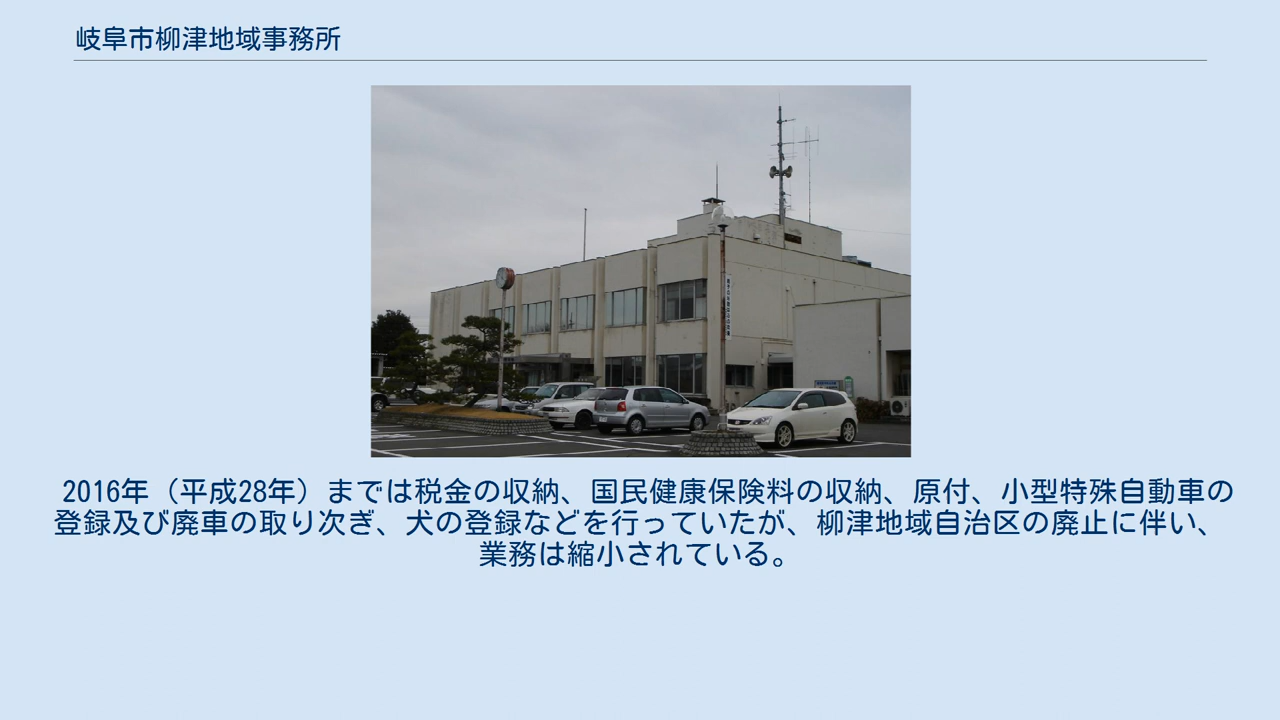 岐阜市柳津地域事務所
2016年（平成28年）までは税金の収納、国民健康保険料の収納、原付、小型特殊自動車の
登録及び廃車の取り次ぎ、犬の登録などを行っていたが、柳津地域自治区の廃止に伴い、
業務は縮小されている。